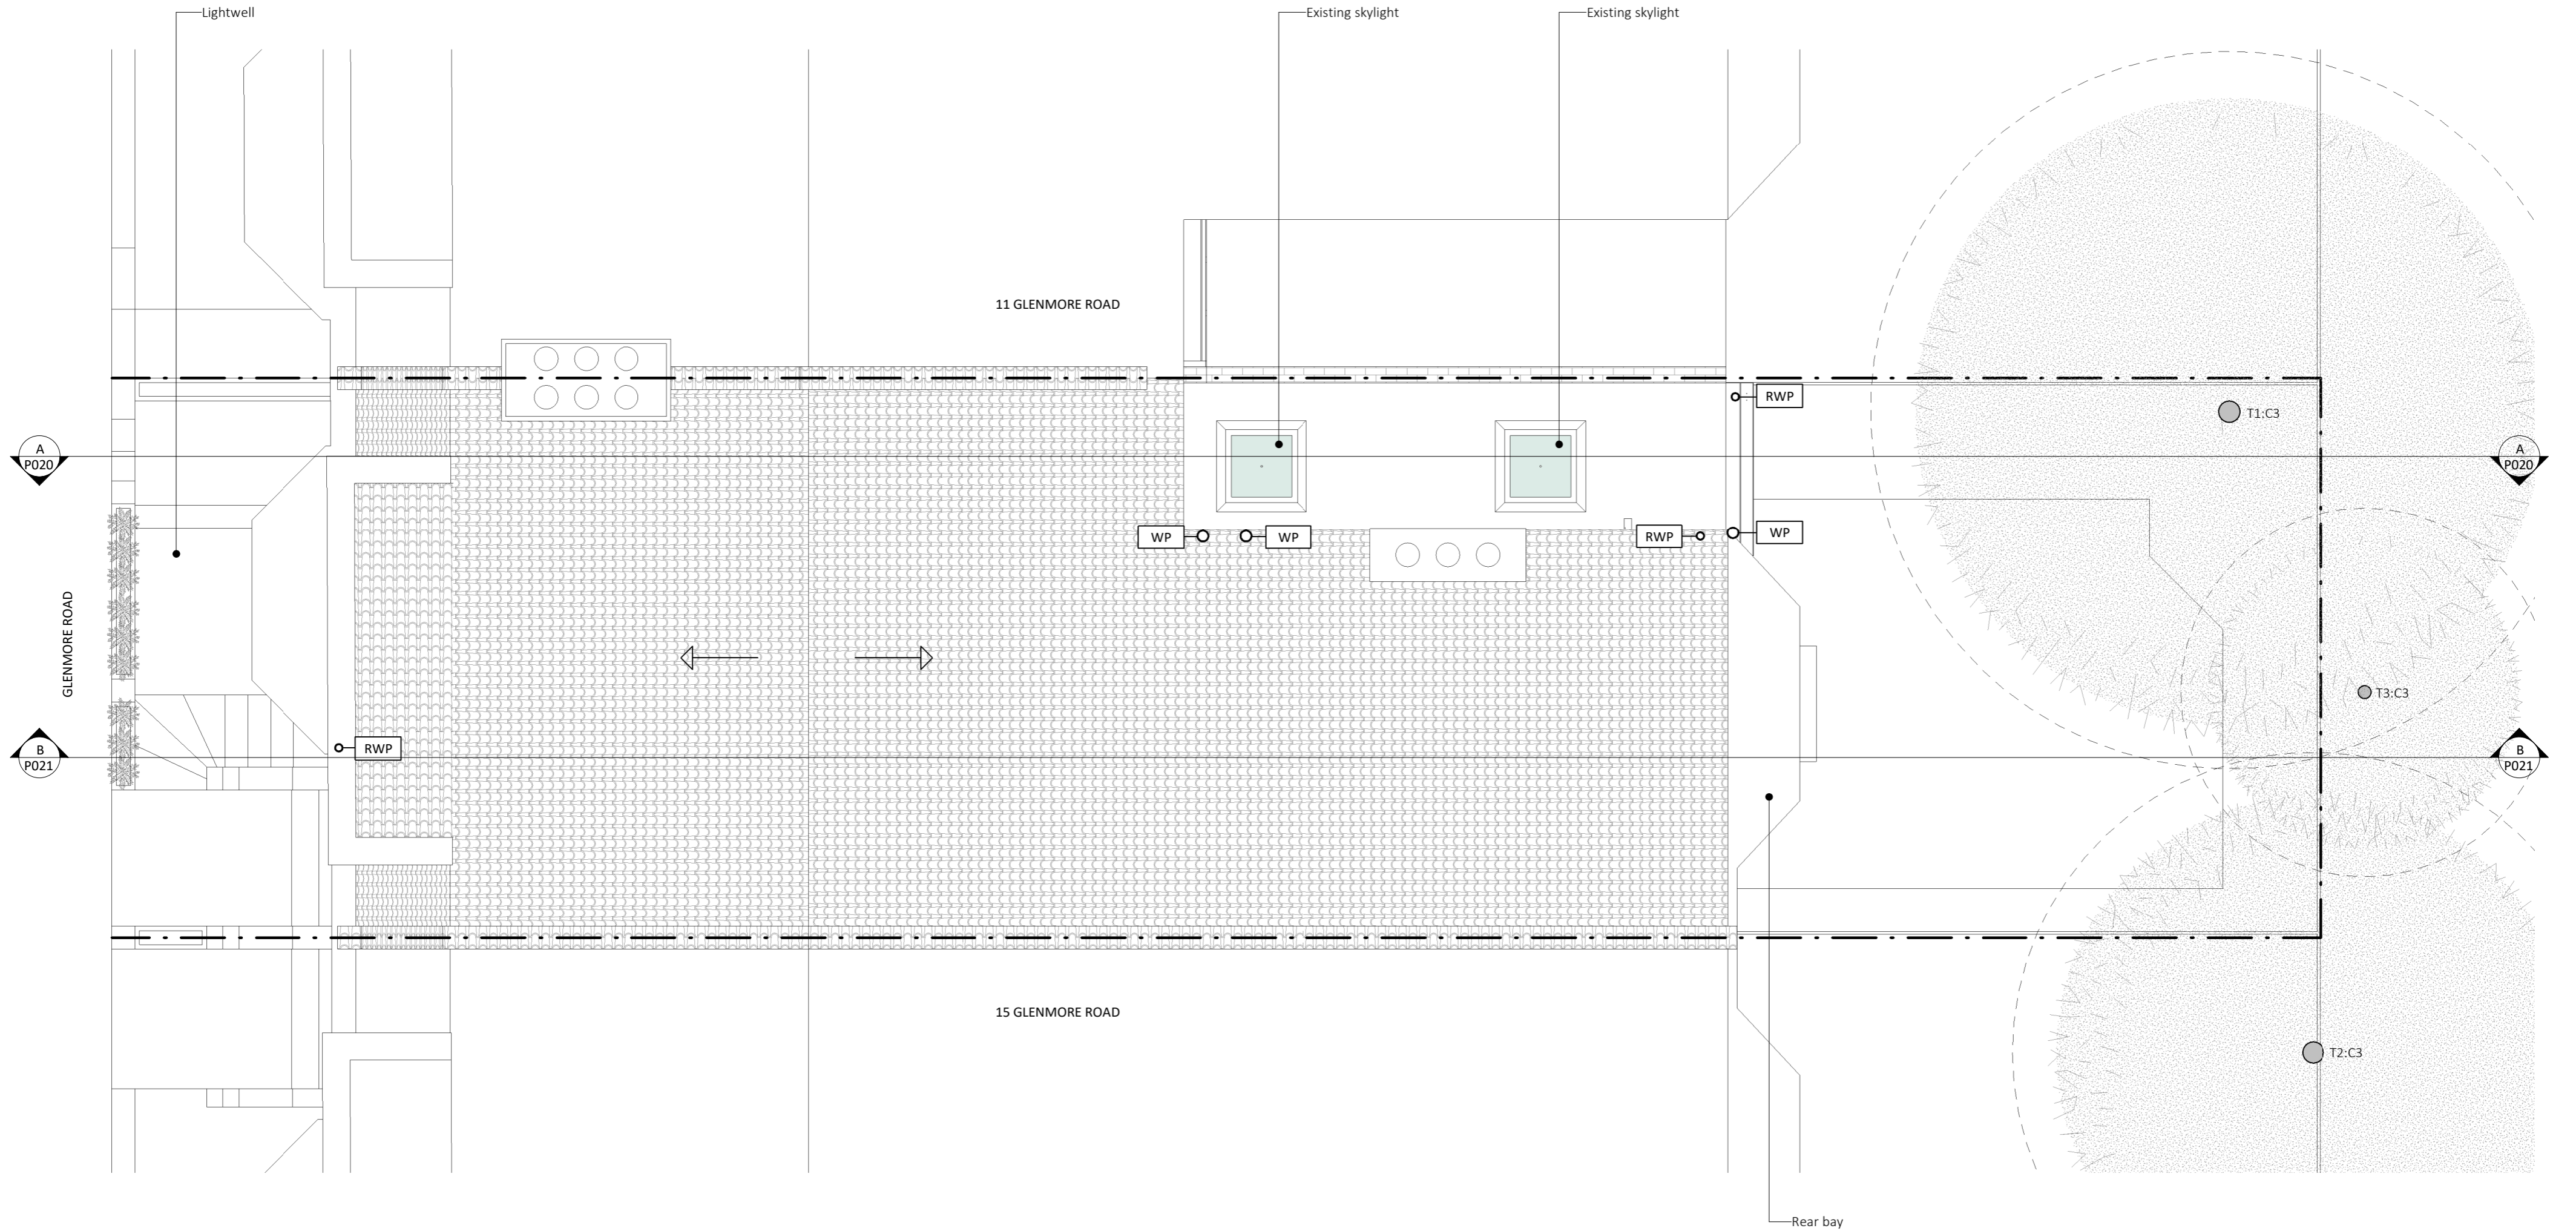 Lightwell
Existing skylight
Existing skylight
11 GLENMORE ROAD
RWP
T1:C3
A
P020
A
P020
WP
WP
RWP
WP
GLENMORE ROAD
T3:C3
B
P021
RWP
B
P021
15 GLENMORE ROAD
T2:C3
Rear bay